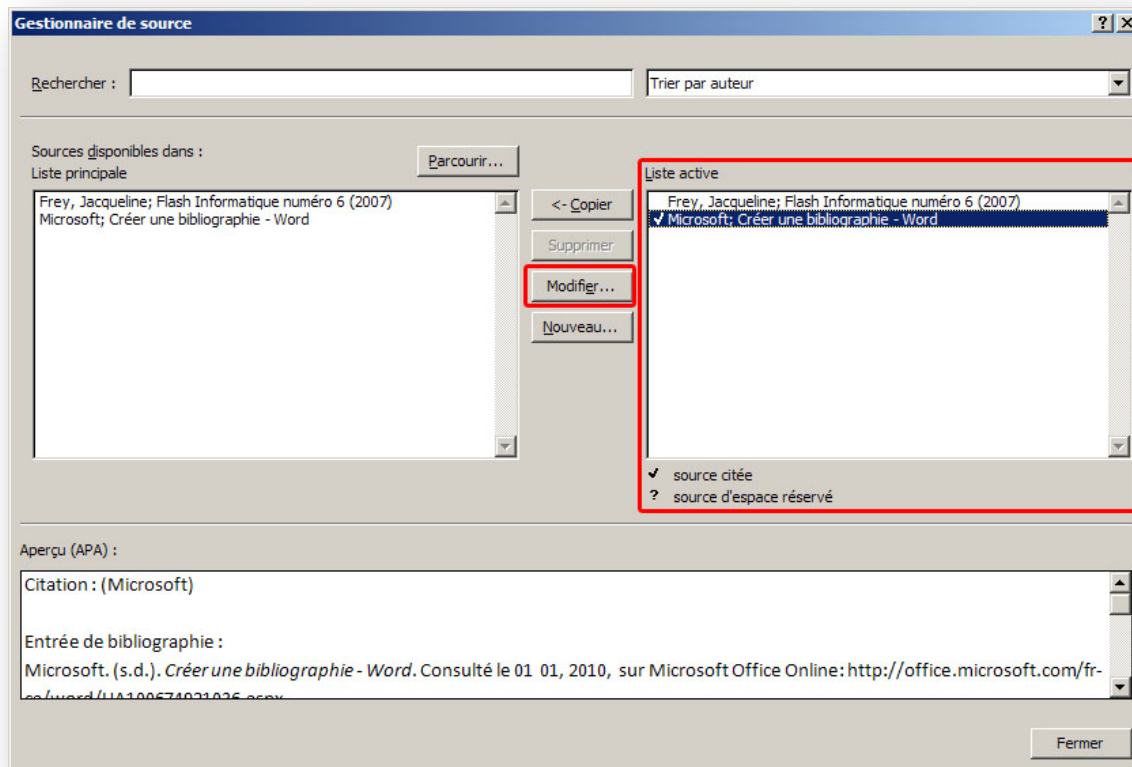 Gestionnaire de source
Rechercher :
Trier par auteur
Sources disponibles dans :
Liste principale
Parcourir...
Frey, Jacqueline; Flash Informatique numéro 6 (2007)
Microsoft; Créer une bibliographie - Word
<- Copier
Supprimer
Modifier...
Nouveau...
Liste active
Frey, Jacqueline; Flash Informatique numéro 6 (2007)
✓ Microsoft; Créer une bibliographie - Word
✓ source citée
? source d'espace réservé
Aperçu (APA) :
Citation : (Microsoft)
Entrée de bibliographie :
Microsoft. (s.d.). Créer une bibliographie - Word. Consulté le 01 01, 2010, sur Microsoft Office Online: http://office.microsoft.com/fr-
Fermer